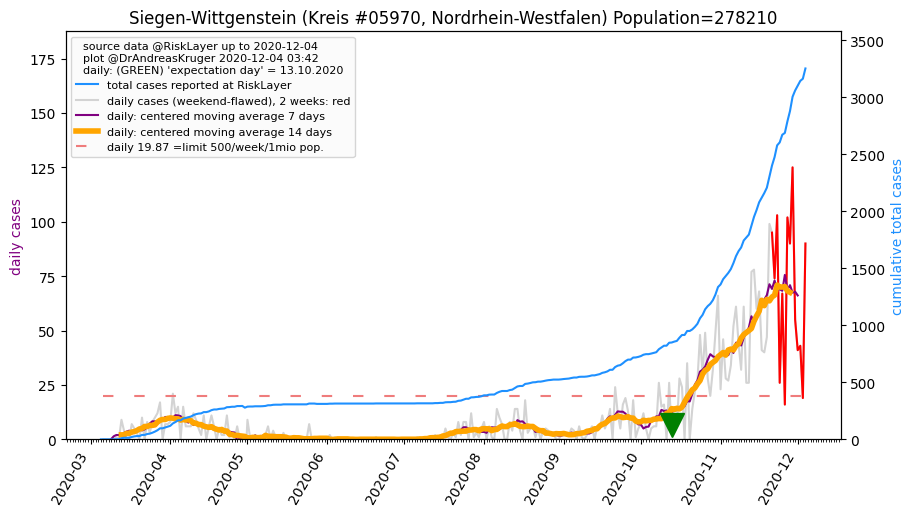 Siegen-Wittgenstein (Kreis #05970, Nordrhein-Westfalen) Population=278210
source data @RiskLayer up to 2020-12-04
plot @DrAndreasKruger 2020-12-04 03:42
daily: (GREEN) 'expectation day' = 13.10.2020
total cases reported at RiskLayer
daily cases (weekend-flawed), 2 weeks: red
daily: centered moving average 7 days
daily: centered moving average 14 days
daily 19.87 =limit 500/week/1mio pop.
daily cases
175
150
125
100
75
50
25
0
3500
3000
2500
2000
1500
1000
500
0
cumulative total cases
2020-03
2020-04
2020-05
2020-06
2020-07
2020-08
2020-09
2020-10
2020-11
2020-12